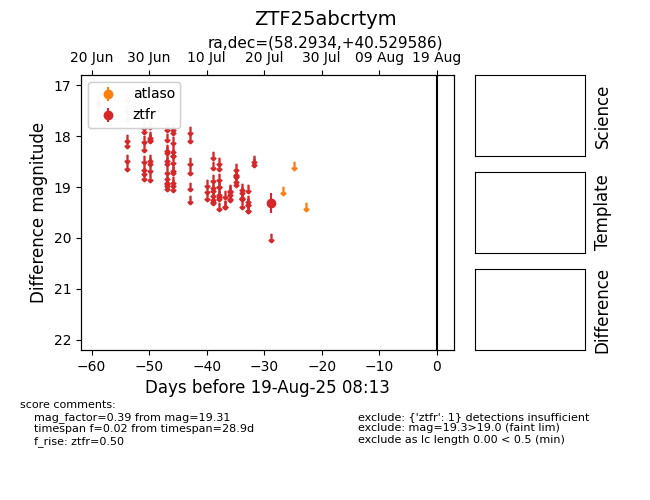 ZTF25abcrtym
ra,dec=(58.2934,+40.529586)
20 Jun 30 Jun 10 Jul 20 Jul 30 Jul 09 Aug 19 Aug
atlaso
ztfr
17
18
19
20
21
22
Difference magnitude
−60 −50 −40 −30 −20 −10 0
Days before 19-Aug-25 08:13
Science
Template
Difference
score comments:
mag_factor=0.39 from mag=19.31
timespan f=0.02 from timespan=28.9d
f_rise: ztfr=0.50
exclude: {'ztfr': 1} detections insufficient
exclude: mag=19.3>19.0 (faint lim)
exclude as lc length 0.00 < 0.5 (min)